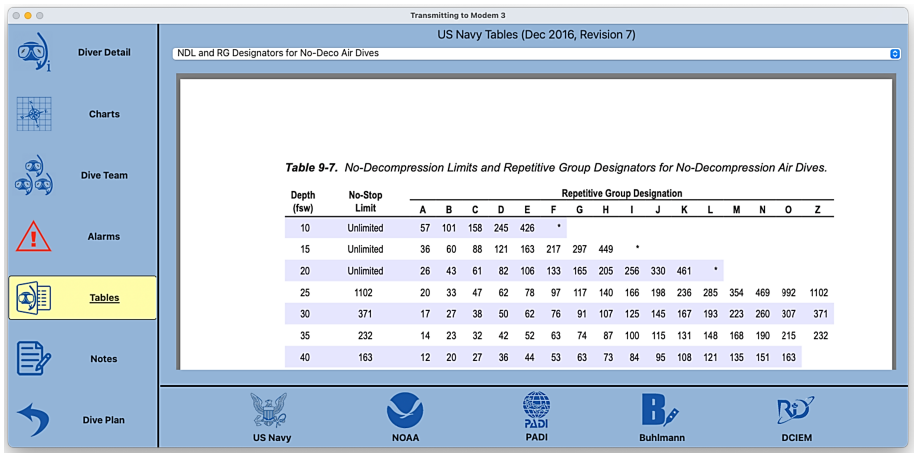 Transmitting to Modem 3
US Navy Tables (Dec 2016, Revision 7)
NDL and RG Designators for No-Deco Air Dives
Diver Detail
Charts
Dive Team
Alarms
Tables
Notes
Dive Plan
Table 9-7. No-Decompression Limits and Repetitive Group Designators for No-Decompression Air Dives.
Depth (fsw) No-Stop Limit Repetitive Group Designation
A B C D E F G H I J K L M N O Z
10 Unlimited 57 101 158 245 426 *
15 Unlimited 36 60 88 121 163 217 297 449 *
20 Unlimited 26 43 61 82 106 133 165 205 256 330 461 *
25 1102 20 33 47 62 78 97 117 140 166 198 236 285 354 469 992 1102
30 371 17 27 38 50 62 76 91 107 125 145 167 193 223 260 307 371
35 232 14 23 32 42 52 63 74 87 100 115 131 148 168 190 215 232
40 163 12 20 27 36 44 53 63 73 84 95 108 121 135 151 163
US Navy
NOAA
PADI
PADI
Buhlmann
DCIEM